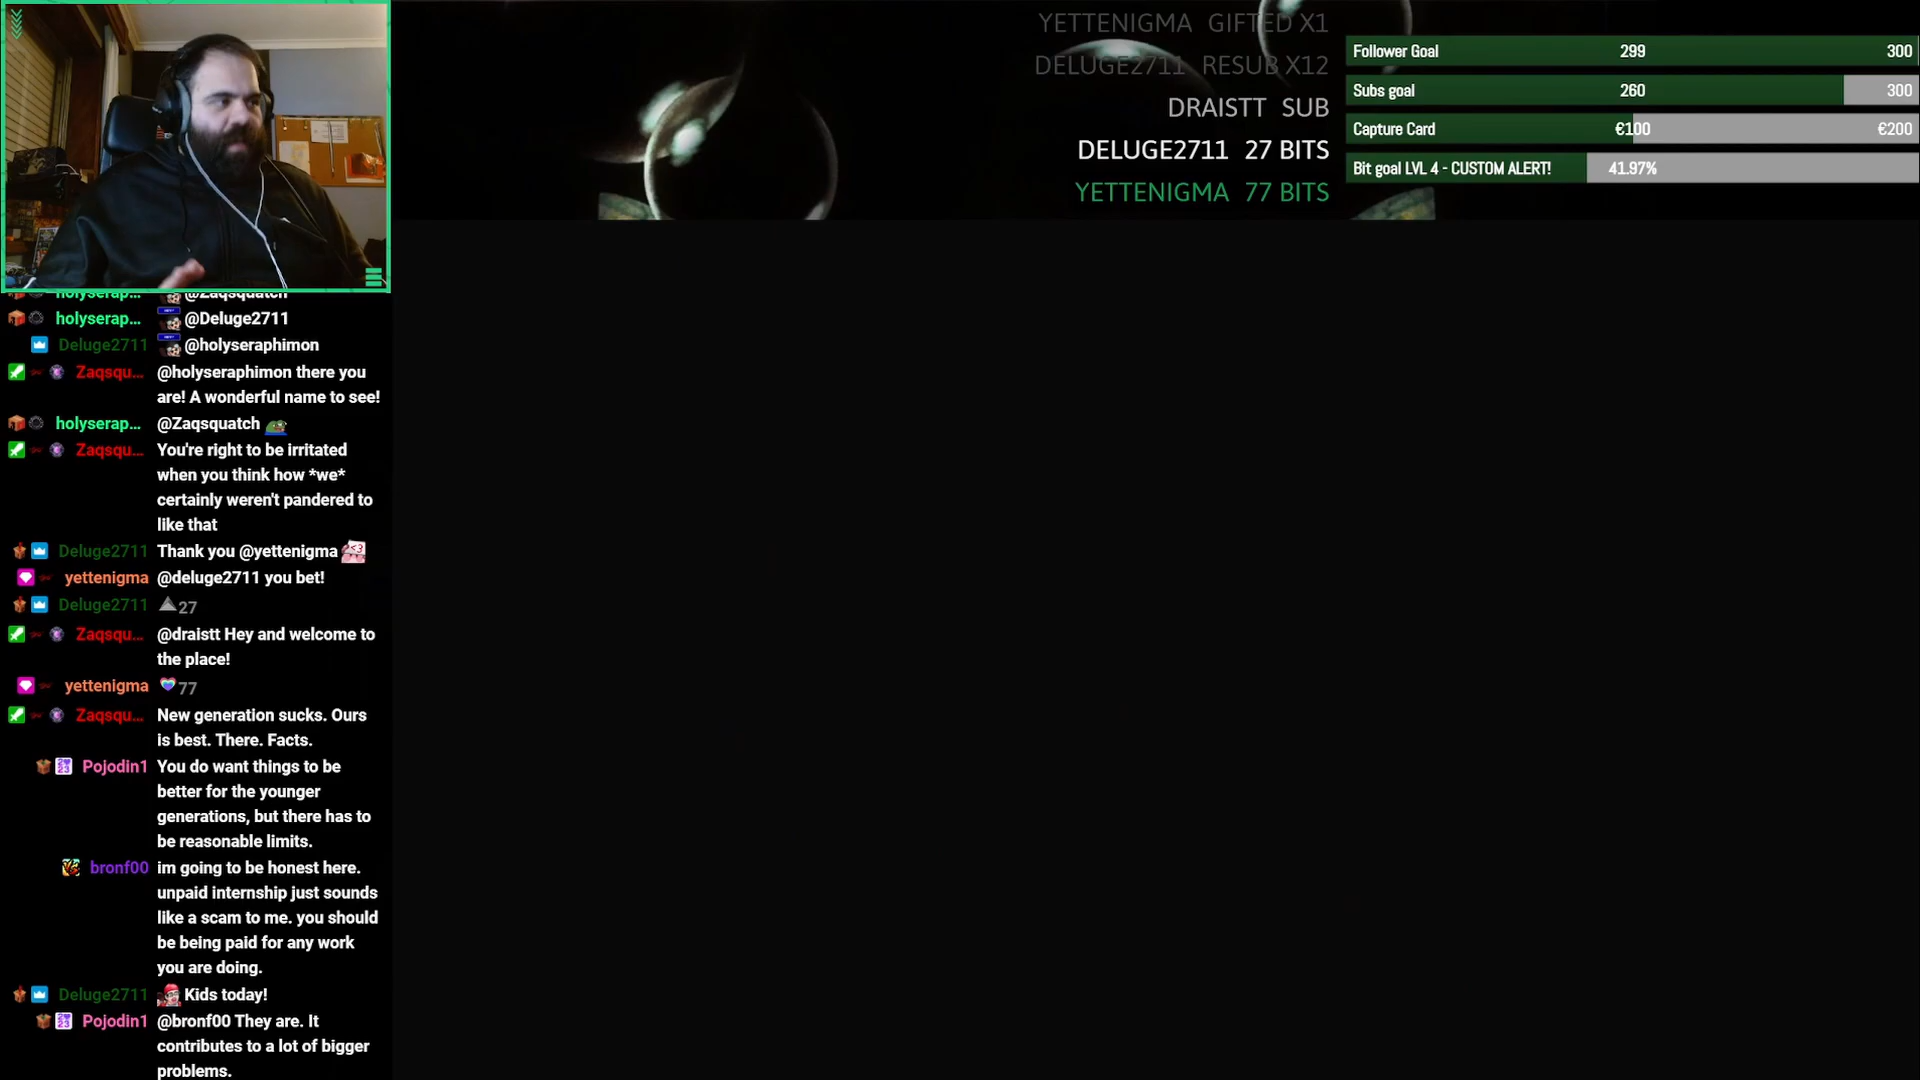 YETTENIGMA GIFTED X1
DELUGE2711 RESUB X12
DRAISTT SUB
DELUGE2711 27 BITS
YETTENIGMA 77 BITS
Follower Goal 299 300
Subs goal 260 300
Capture Card €100 €200
Bit goal LVL 4 - CUSTOM ALERT! 41.97%
holyserap... @Zaqsquatch
holyserap... @Deluge2711
Deluge2711 @holyseraphimon
Zaqsqu... @holyseraphimon there you
are! A wonderful name to see!
holyserap... @Zaqsquatch
Zaqsqu... You're right to be irritated
when you think how *we*
certainly weren't pandered to
like that
Deluge2711 Thank you @yettenigma
yettenigma @deluge2711 you bet!
Deluge2711 27
Zaqsqu... @draistt Hey and welcome to
the place!
yettenigma 77
Zaqsqu... New generation sucks. Ours
is best. There. Facts.
Pojodin1 You do want things to be
better for the younger
generations, but there has to
be reasonable limits.
bronf00 im going to be honest here.
unpaid internship just sounds
like a scam to me. you should
be being paid for any work
you are doing.
Deluge2711 Kids today!
Pojodin1 @bronf00 They are. It
contributes to a lot of bigger
problems.